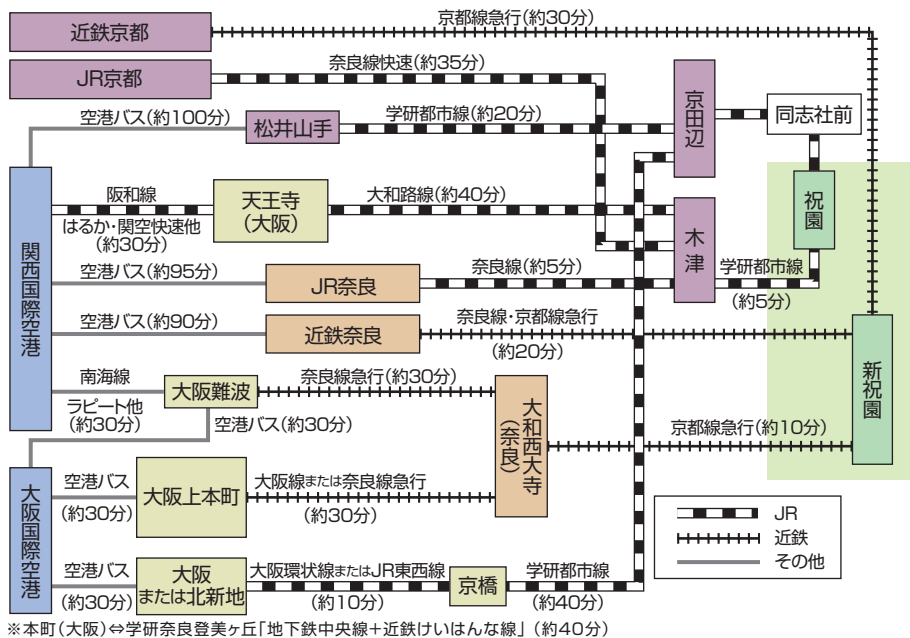 近鉄京都
京都線急行(約30分)
JR京都
奈良線快速(約35分)
空港バス(約100分)
松井山手
学研都市線(約20分)
京田辺
同志社前
祝園
関西国際空港
阪和線
はるか・関空快速他
(約30分)
天王寺
(大阪)
大和路線(約40分)
木津
学研都市線
(約5分)
空港バス(約95分)
JR奈良
奈良線(約5分)
空港バス(約90分)
近鉄奈良
奈良線・京都線急行
(約20分)
新祝園
南海線
ラピート他
(約30分)
大阪難波
奈良線急行(約30分)
空港バス(約30分)
大和西大寺
(奈良)
京都線急行(約10分)
大阪国際空港
空港バス
(約30分)
大阪上本町
大阪線または奈良線急行
(約30分)
空港バス
(約30分)
大阪
または北新地
大阪環状線またはJR東西線
(約10分)
京橋
学研都市線
(約40分)
JR
近鉄
その他
※本町(大阪)⇔学研奈良登美ヶ丘「地下鉄中央線+近鉄けいはんな線」(約40分)